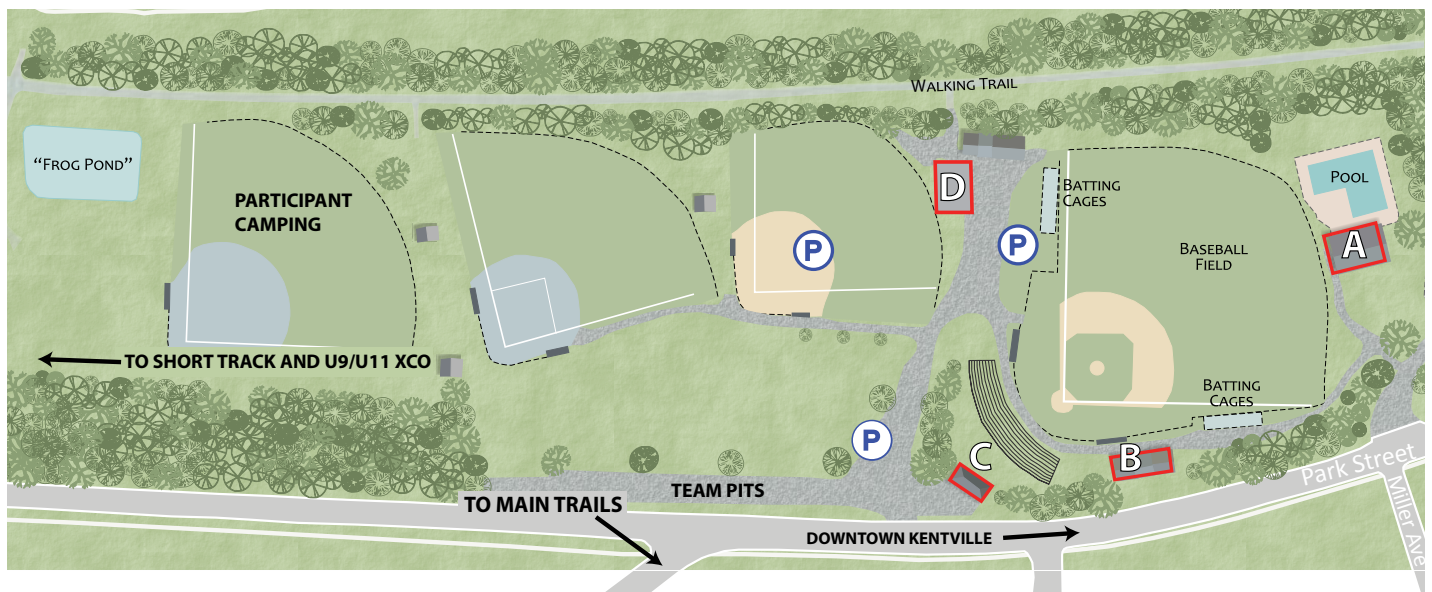 WALKING TRAIL
"FROG POND"
PARTICIPANT
CAMPING
D
BATTING
CAGES
POOL
A
P
P
BASEBALL
FIELD
TO SHORT TRACK AND U9/U11 XCO
BATTING
CAGES
P
C
B
Park Street
TEAM PITS
TO MAIN TRAILS
Miller Ave
DOWNTOWN KENTVILLE